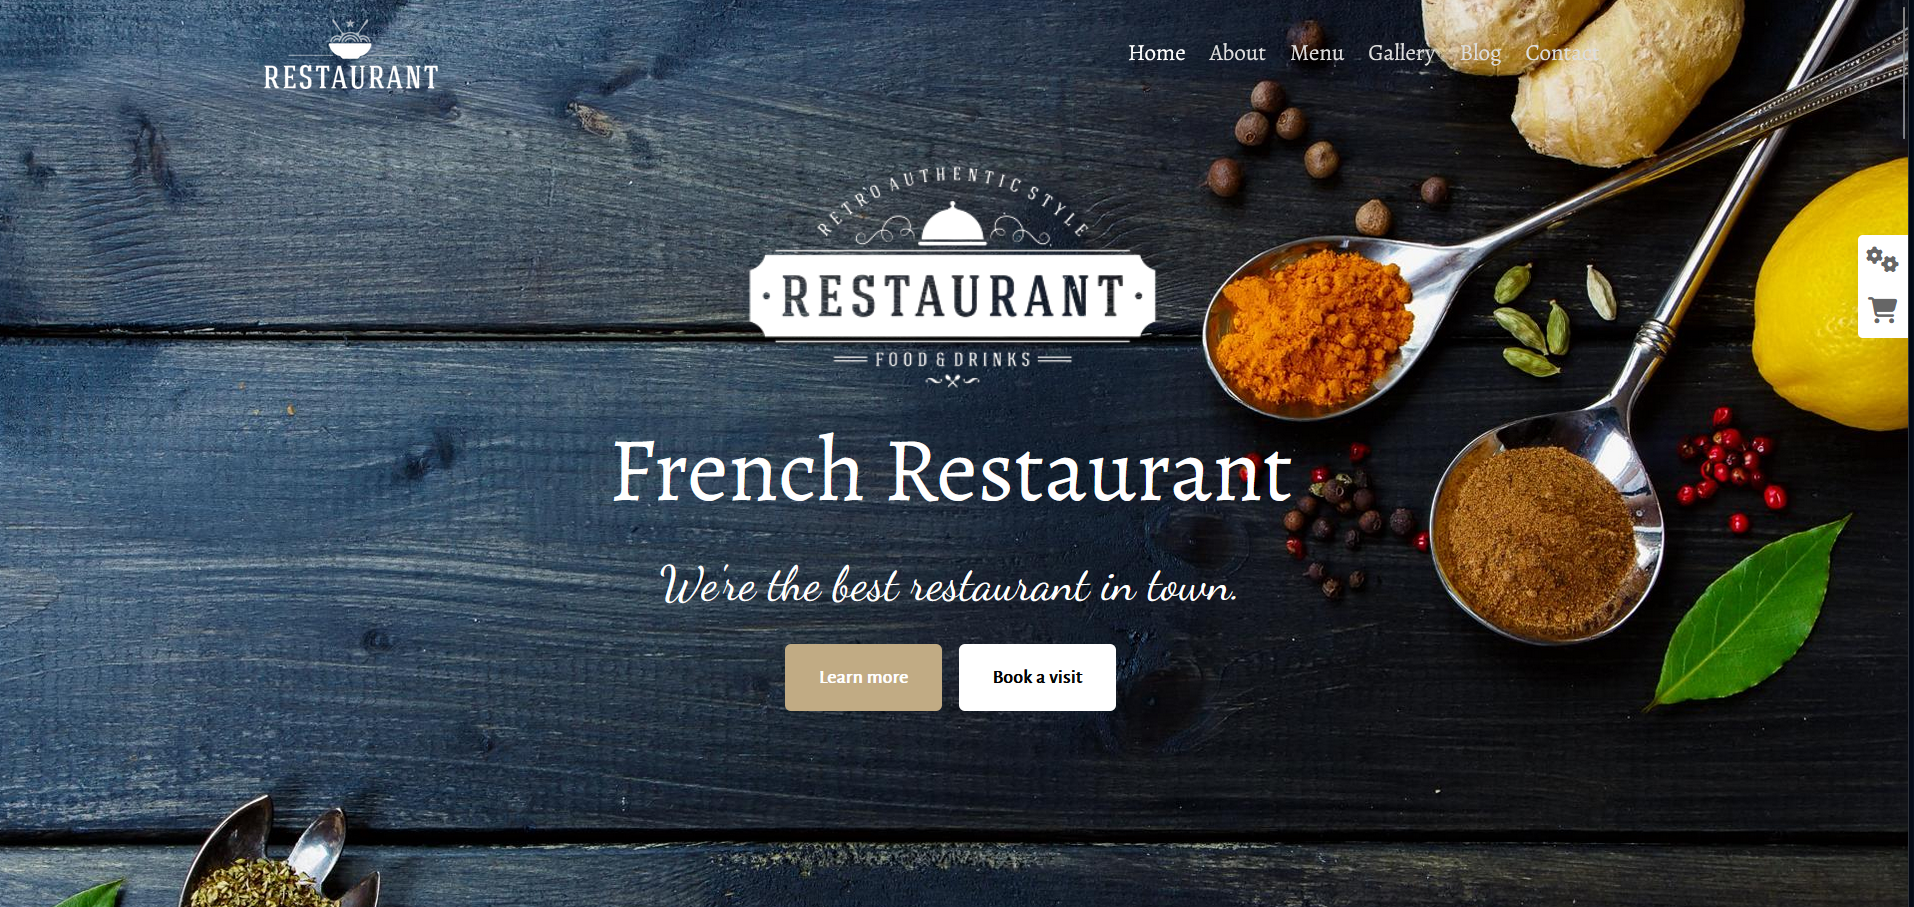 RESTAURANT
Home About Menu Gallery Blog Contact
RETRO AUTHENTIC STYLE
· RESTAURANT ·
FOOD & DRINKS
French Restaurant
We're the best restaurant in town.
Learn more Book a visit